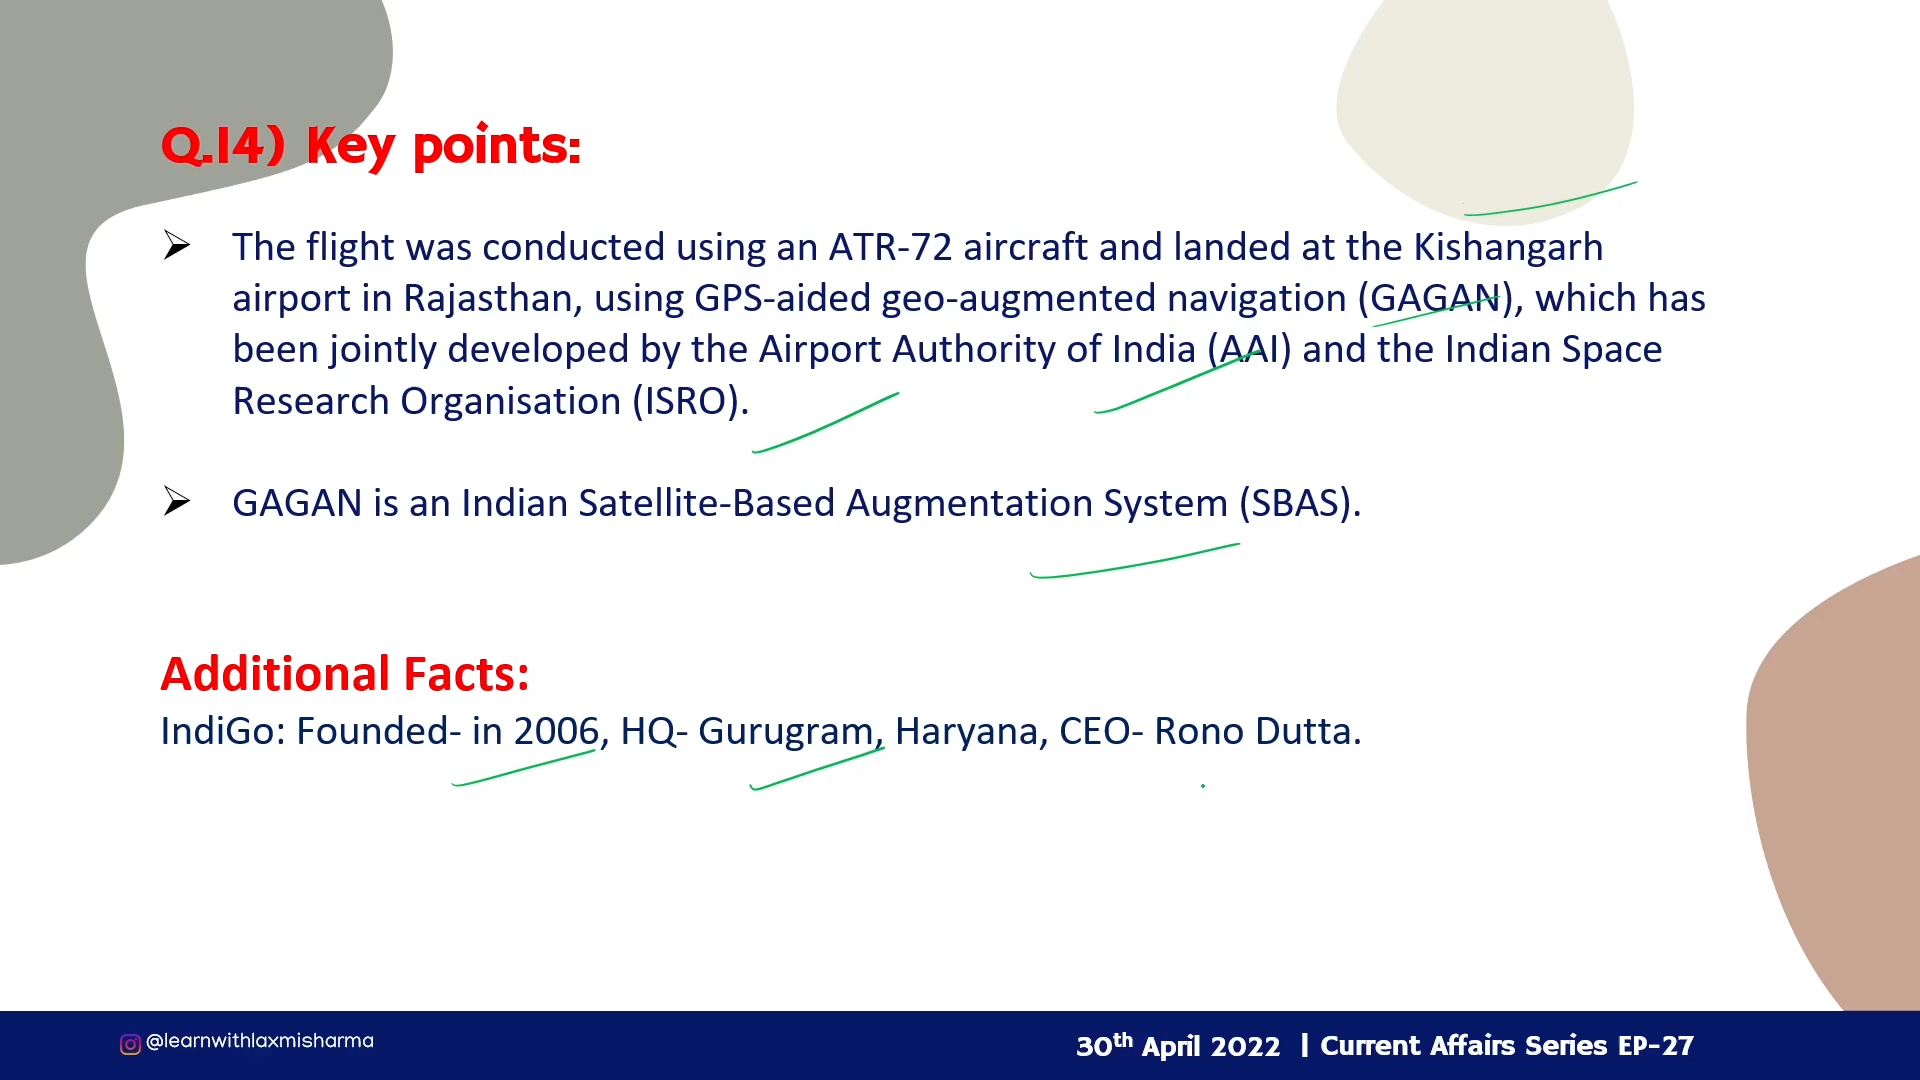 Q.14) Key points:
➢ The flight was conducted using an ATR-72 aircraft and landed at the Kishangarh
airport in Rajasthan, using GPS-aided geo-augmented navigation (GAGAN), which has
been jointly developed by the Airport Authority of India (AAI) and the Indian Space
Research Organisation (ISRO).
➢ GAGAN is an Indian Satellite-Based Augmentation System (SBAS).
Additional Facts:
IndiGo: Founded- in 2006, HQ- Gurugram, Haryana, CEO- Rono Dutta.
@learnwithlaxmisharma
30th April 2022 | Current Affairs Series EP-27